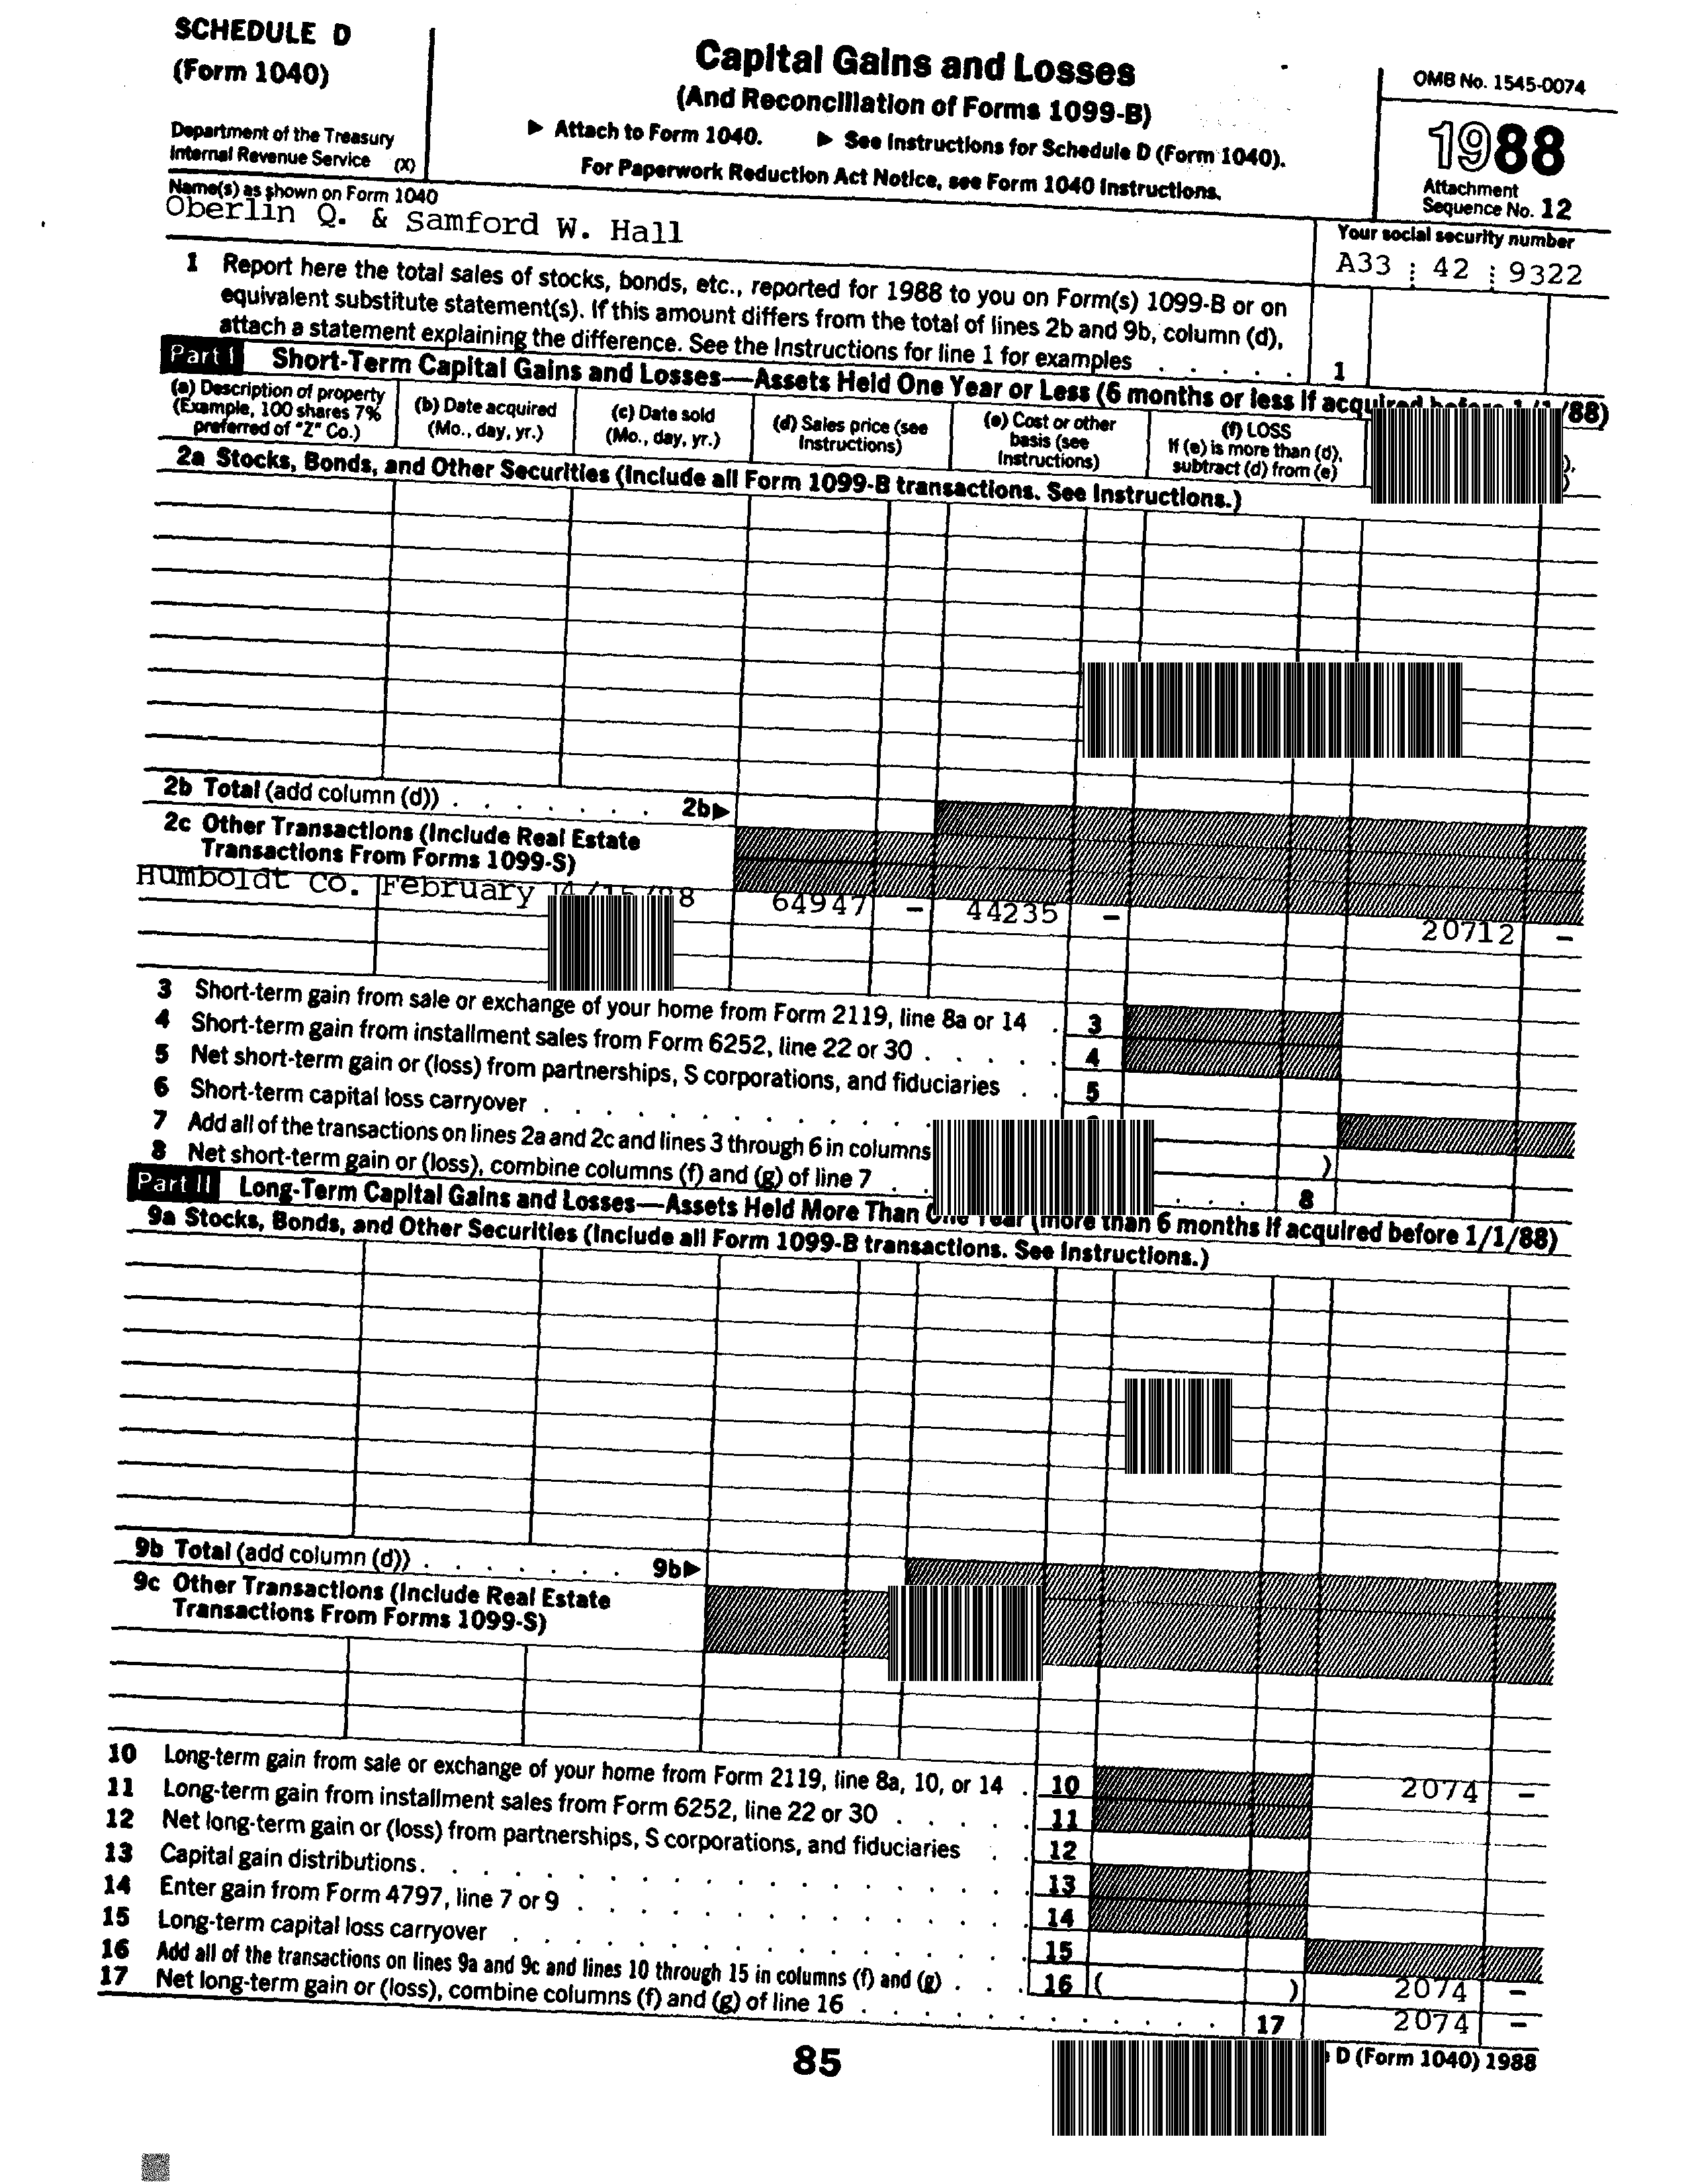 SCHEDULE D
(Form 1040)
Department of the Treasury
Internal Revenue Service (X)
Capital Gains and Losses
(And Reconciliation of Forms 1099-B)
▶ Attach to Form 1040. ▶ See Instructions for Schedule D (Form 1040).
For Paperwork Reduction Act Notice, see Form 1040 Instructions.
OMB No. 1545-0074
1988
Attachment
Sequence No. 12
Name(s) as shown on Form 1040
Oberlin Q. & Samford W. Hall
Your social security number
A33 42 9322
1 Report here the total sales of stocks, bonds, etc., reported for 1988 to you on Form(s) 1099-B or on
equivalent substitute statement(s). If this amount differs from the total of lines 2b and 9b, column (d),
attach a statement explaining the difference. See the Instructions for line 1 for examples . . . . . 1
Part I Short-Term Capital Gains and Losses—Assets Held One Year or Less (6 months or less if acquired before 1/1/88)
(a) Description of property
(Example, 100 shares 7%
preferred of "Z" Co.)
(b) Date acquired
(Mo., day, yr.)
(c) Date sold
(Mo., day, yr.)
(d) Sales price (see
Instructions)
(e) Cost or other
basis (see
Instructions)
(f) LOSS
If (e) is more than (d),
subtract (d) from (e)
2a Stocks, Bonds, and Other Securities (Include all Form 1099-B transactions. See Instructions.)
2b Total (add column (d)) . . . . . . . 2b▶
2c Other Transactions (Include Real Estate
Transactions From Forms 1099-S)
Humboldt Co. February 8 64947 - 44235 - 20712 -
3 Short-term gain from sale or exchange of your home from Form 2119, line 8a or 14 . 3
4 Short-term gain from installment sales from Form 6252, line 22 or 30 . . . . . 4
5 Net short-term gain or (loss) from partnerships, S corporations, and fiduciaries . . 5
6 Short-term capital loss carryover . . . . . . . . . .
7 Add all of the transactions on lines 2a and 2c and lines 3 through 6 in columns )
8 Net short-term gain or (loss), combine columns (f) and (g) of line 7 . . . . . 8
Part II Long-Term Capital Gains and Losses—Assets Held More Than One Year (more than 6 months if acquired before 1/1/88)
9a Stocks, Bonds, and Other Securities (Include all Form 1099-B transactions. See Instructions.)
9b Total (add column (d)) . . . . . . . 9b▶
9c Other Transactions (Include Real Estate
Transactions From Forms 1099-S)
10 Long-term gain from sale or exchange of your home from Form 2119, line 8a, 10, or 14 . 10 2074 -
11 Long-term gain from installment sales from Form 6252, line 22 or 30 . . . . . 11
12 Net long-term gain or (loss) from partnerships, S corporations, and fiduciaries . . 12
13 Capital gain distributions . . . . . . . . . . . . . . . 13
14 Enter gain from Form 4797, line 7 or 9 . . . . . . . . . . . . 14
15 Long-term capital loss carryover . . . . . . . . . . . . . 15
16 Add all of the transactions on lines 9a and 9c and lines 10 through 15 in columns (f) and (g) . . . 16 ( ) 2074 -
17 Net long-term gain or (loss), combine columns (f) and (g) of line 16 . . . . . . . . . . . 17 2074 -
85
D (Form 1040) 1988